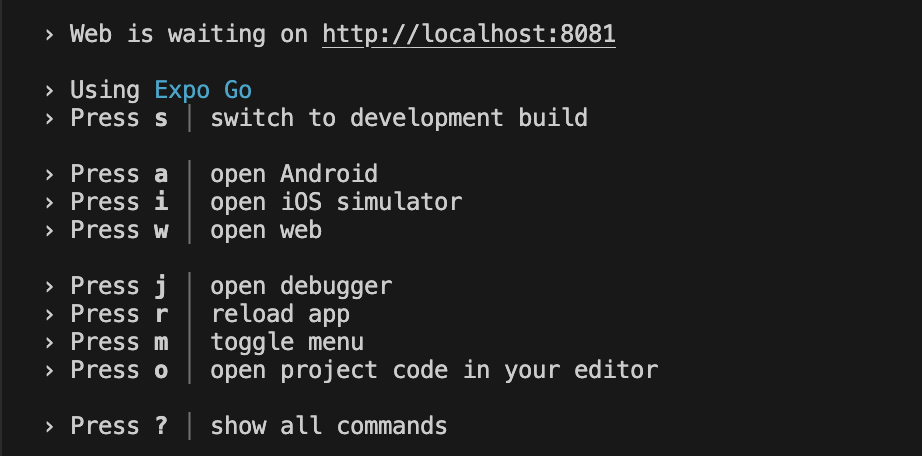 › Web is waiting on http://localhost:8081
› Using Expo Go
› Press s │ switch to development build
› Press a │ open Android
› Press i │ open iOS simulator
› Press w │ open web
› Press j │ open debugger
› Press r │ reload app
› Press m │ toggle menu
› Press o │ open project code in your editor
› Press ? │ show all commands